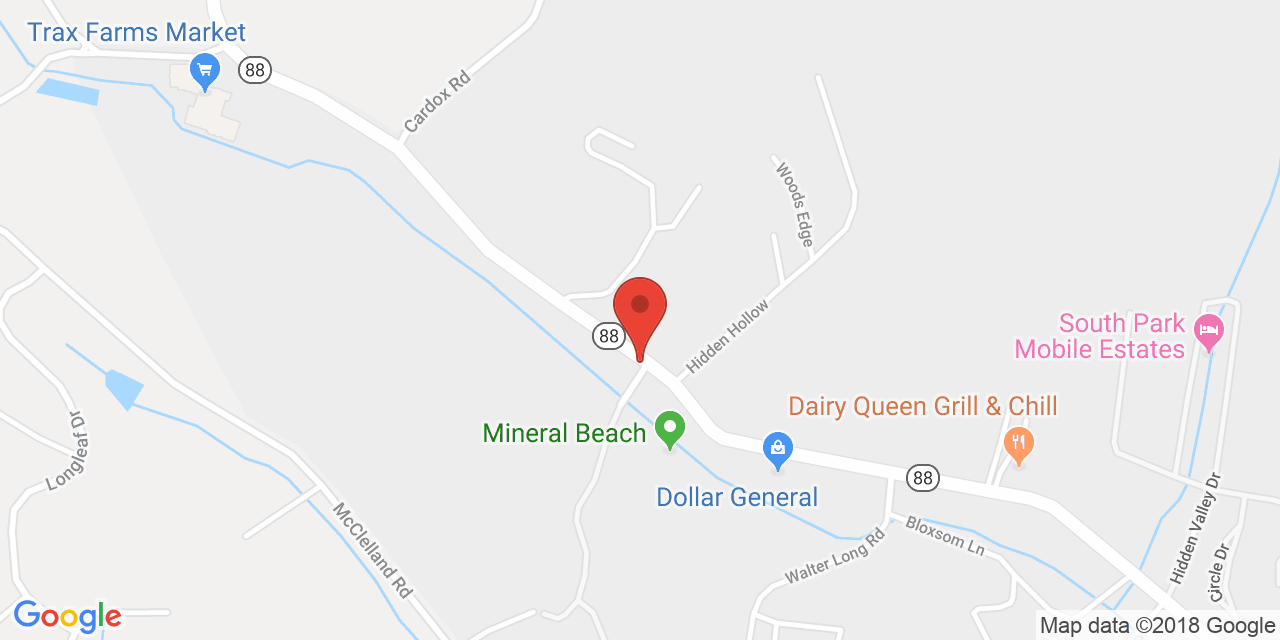 Trax Farms Market
88
Cardox Rd
Woods Edge
88
Hidden Hollow
South Park
Mobile Estates
Dairy Queen Grill & Chill
Mineral Beach
Longleaf Dr
88
Dollar General
McClelland Rd
Bloxsom Ln
Walter Long Rd
Hidden Valley Dr
Circle Dr
Google
Map data ©2018 Google